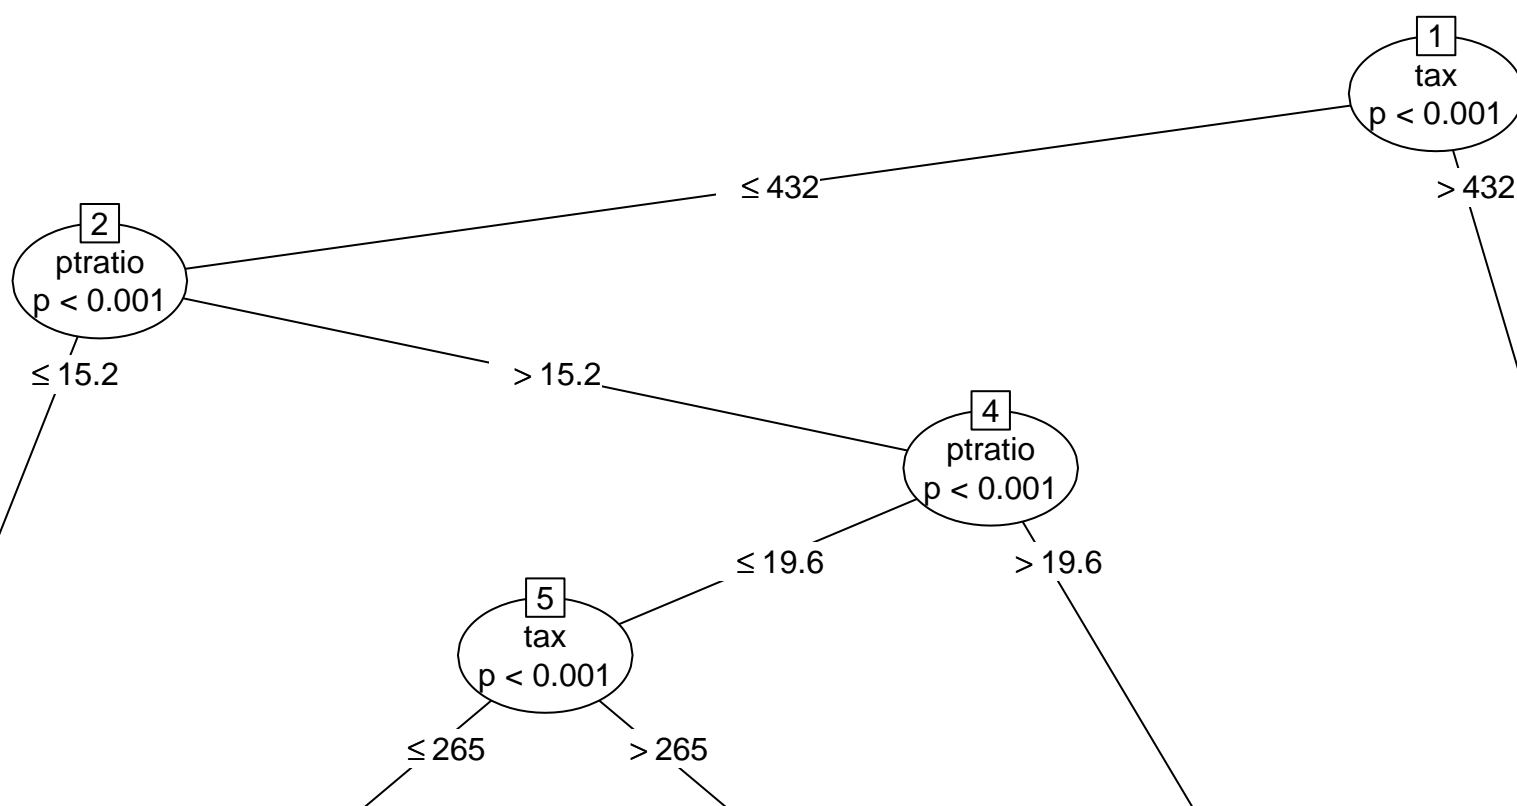 1
tax
p < 0.001
≤ 432
> 432
2
ptratio
p < 0.001
≤ 15.2
> 15.2
4
ptratio
p < 0.001
≤ 19.6
> 19.6
5
tax
p < 0.001
≤ 265
> 265